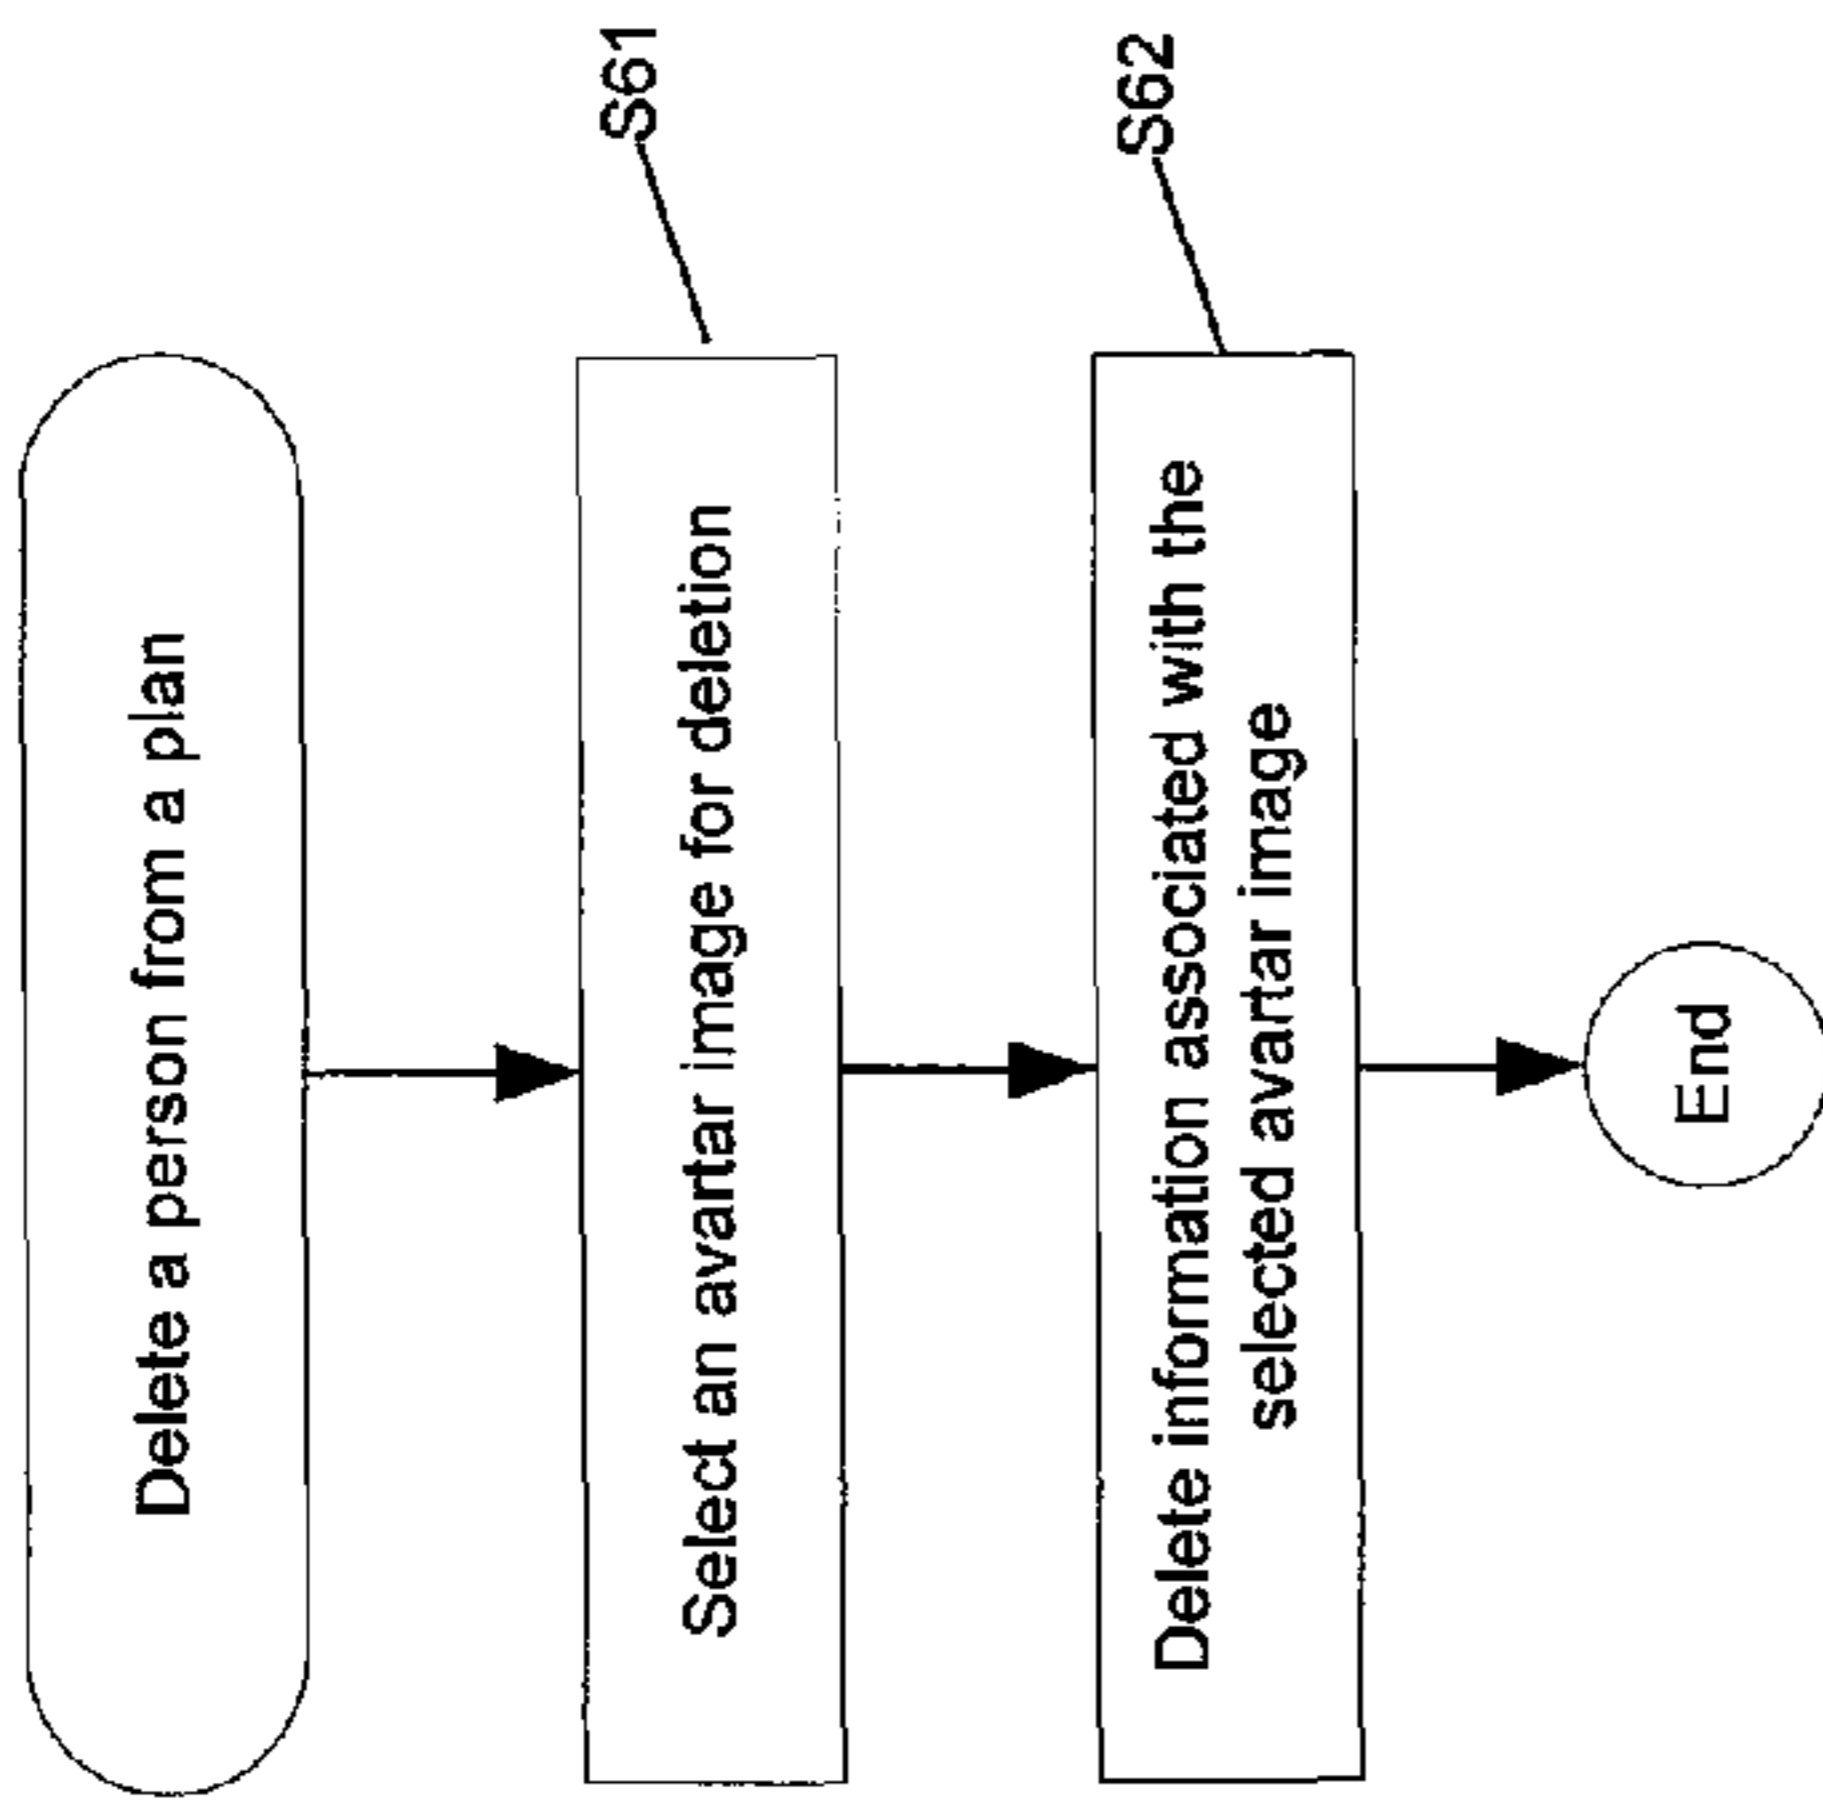 Delete a person from a plan
S61
Select an avartar image for deletion
S62
Delete information associated with the
selected avartar image
End